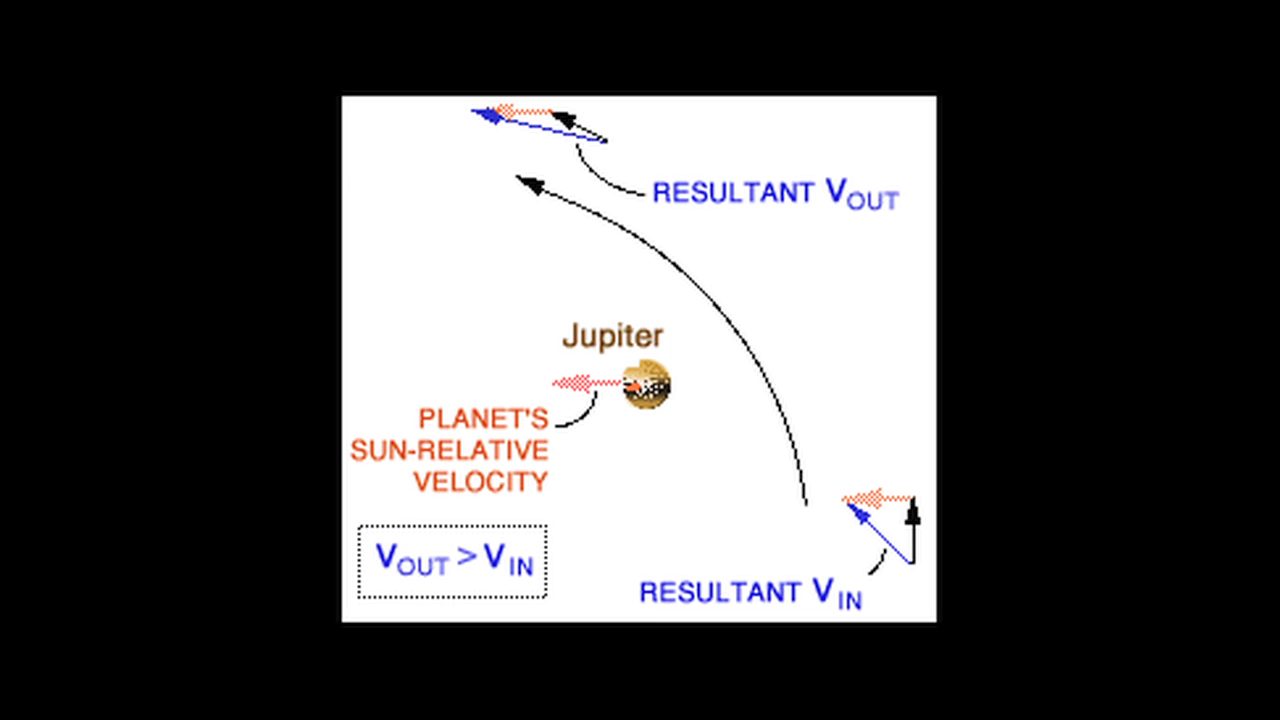 RESULTANT VOUT
Jupiter
PLANET'S
SUN-RELATIVE
VELOCITY
VOUT > VIN
RESULTANT VIN